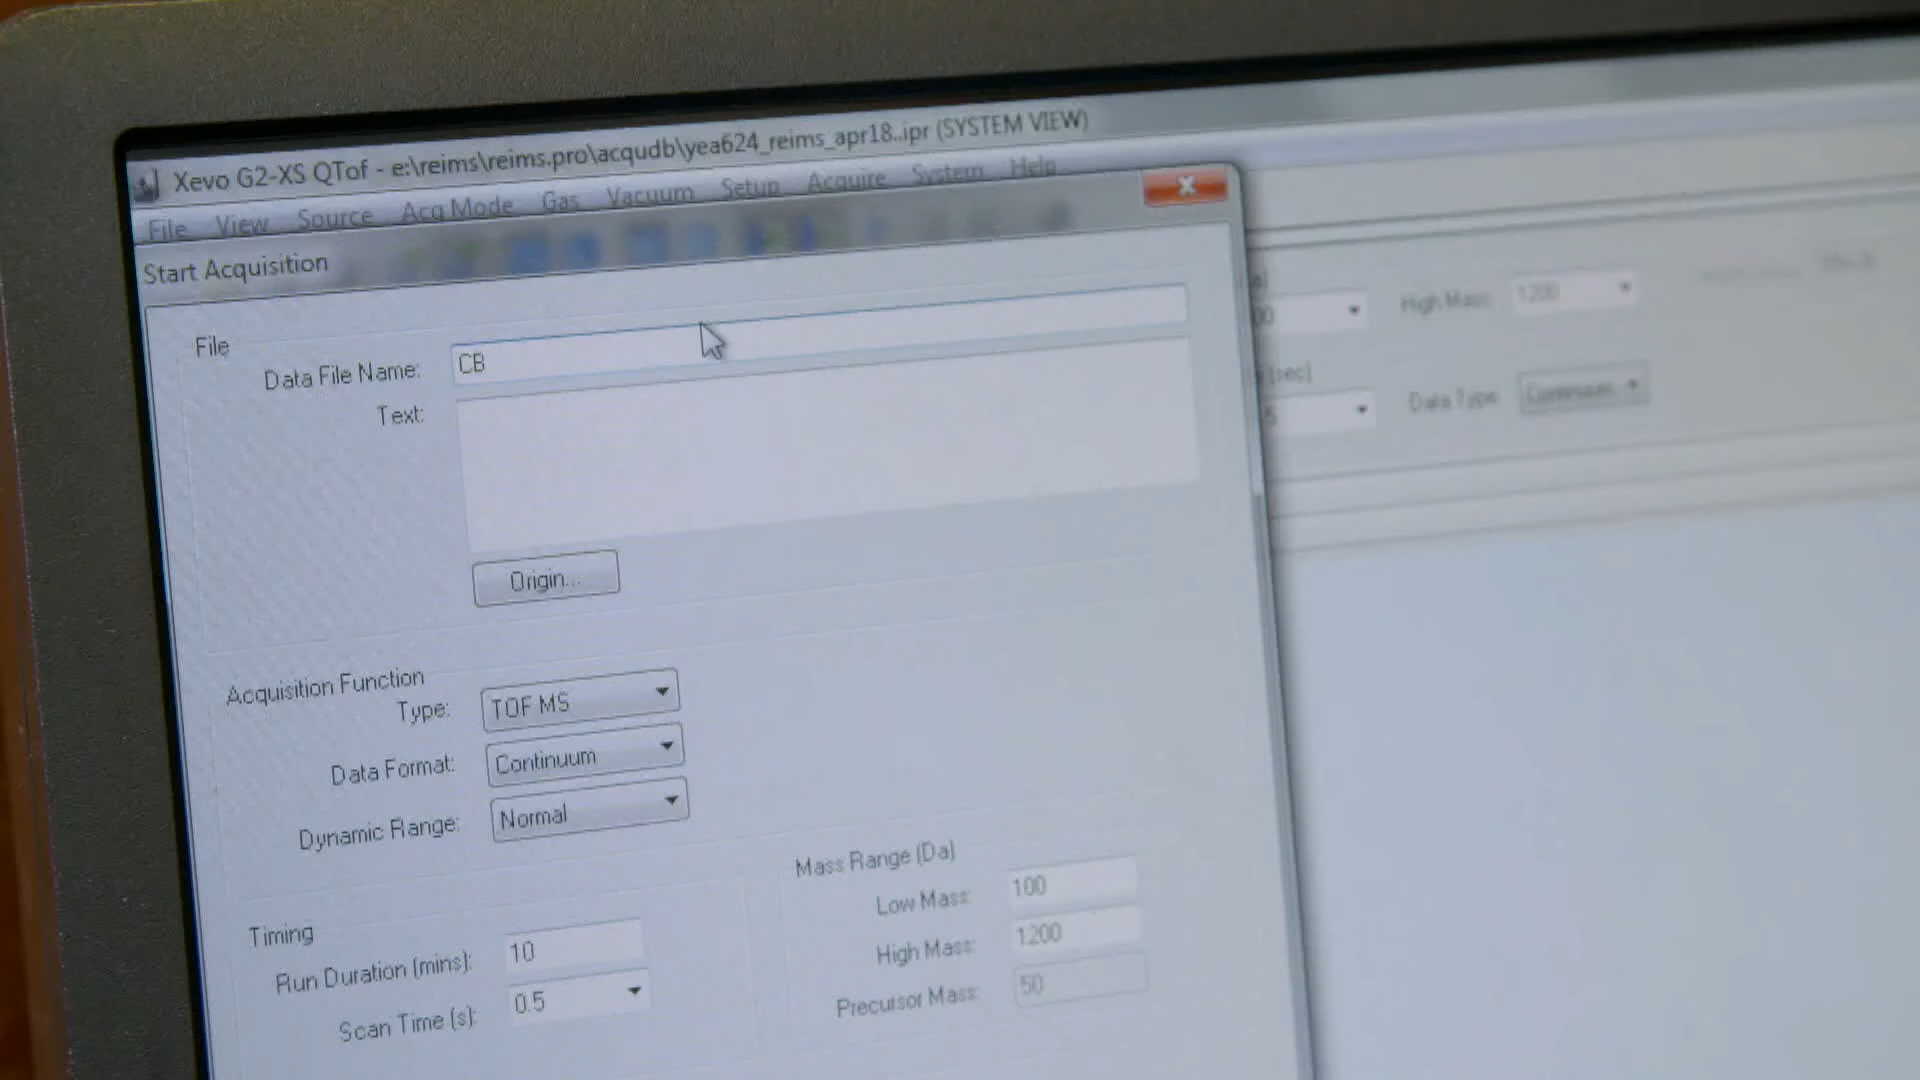 Xevo G2-XS QTof - e:\reims\reims.pro\acqudb\yea624_reims_apr18..ipr (SYSTEM VIEW)
File View Source Acq Mode Gas Vacuum Setup Acquire System Help
Start Acquisition
File
Data File Name: CB
Text:
Origin...
Acquisition Function
Type: TOF MS
Data Format: Continuum
Dynamic Range: Normal
Timing
Run Duration (mins): 10
Scan Time (s): 0.5
Mass Range (Da)
Low Mass: 100
High Mass: 1200
Precursor Mass: 50
High Mass: 1200
(sec)
Data Type: Continuum